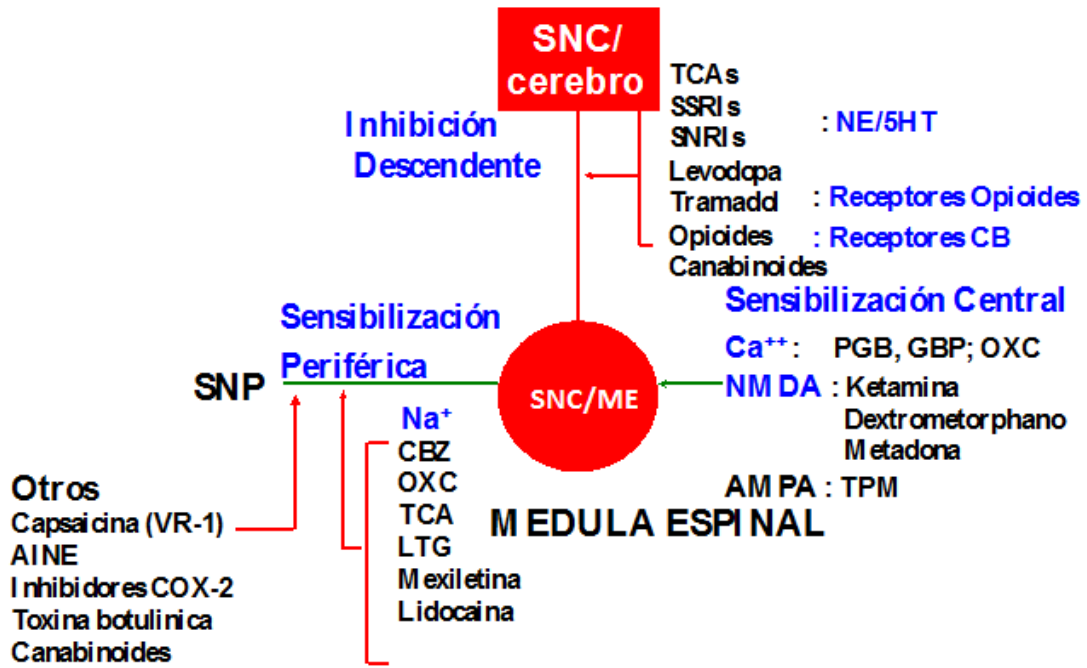 SNC/
cerebro
Inhibición
Descendente
TCAs
SSRIs
SNRIs
: NE/5HT
Levodopa
Tramadol : Receptores Opioides
Opioides : Receptores CB
Canabinoides
Sensibilización Central
Ca++ : PGB, GBP; OXC
NMDA : Ketamina
Dextrometorphano
Metadona
AMPA : TPM
Sensibilización
Periférica
SNP
SNC/ME
MEDULA ESPINAL
Na+
CBZ
OXC
TCA
LTG
Mexiletina
Lidocaina
Otros
Capsaicina (VR-1)
AINE
Inhibidores COX-2
Toxina botulinica
Canabinoides